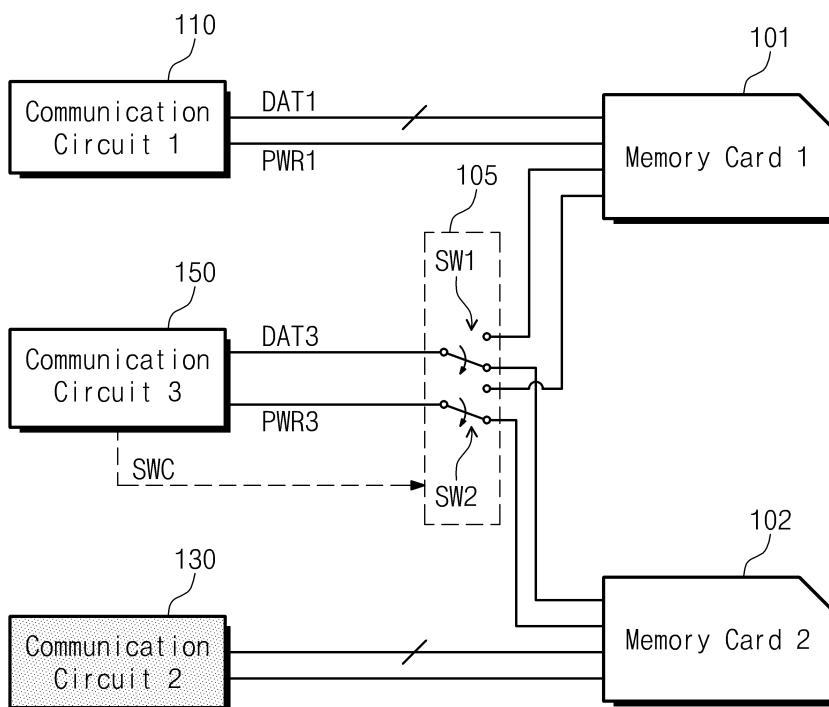 110
Communication
Circuit 1
DAT1
PWR1
101
Memory Card 1
105
SW1
150
Communication
Circuit 3
DAT3
PWR3
SWC
SW2
130
Communication
Circuit 2
102
Memory Card 2